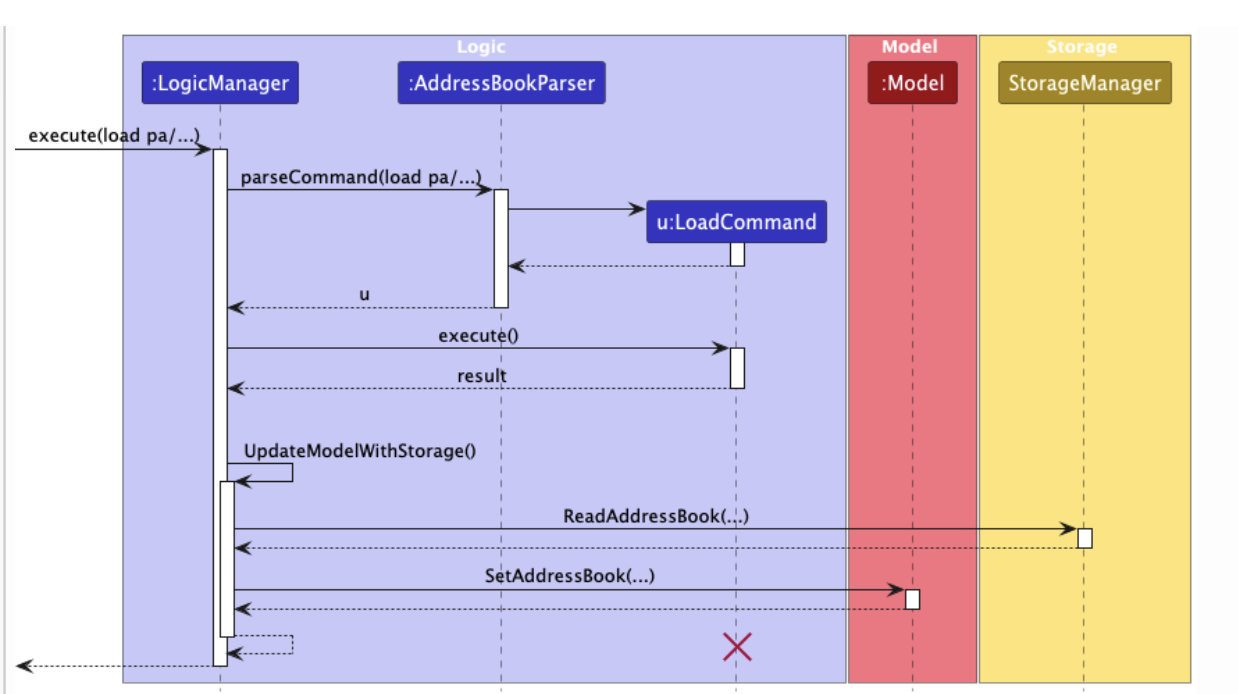 Logic
Model
Storage
:LogicManager
:AddressBookParser
:Model
StorageManager
execute(load pa/...)
parseCommand(load pa/...)
u:LoadCommand
u
execute()
result
UpdateModelWithStorage()
ReadAddressBook(...)
SetAddressBook(...)